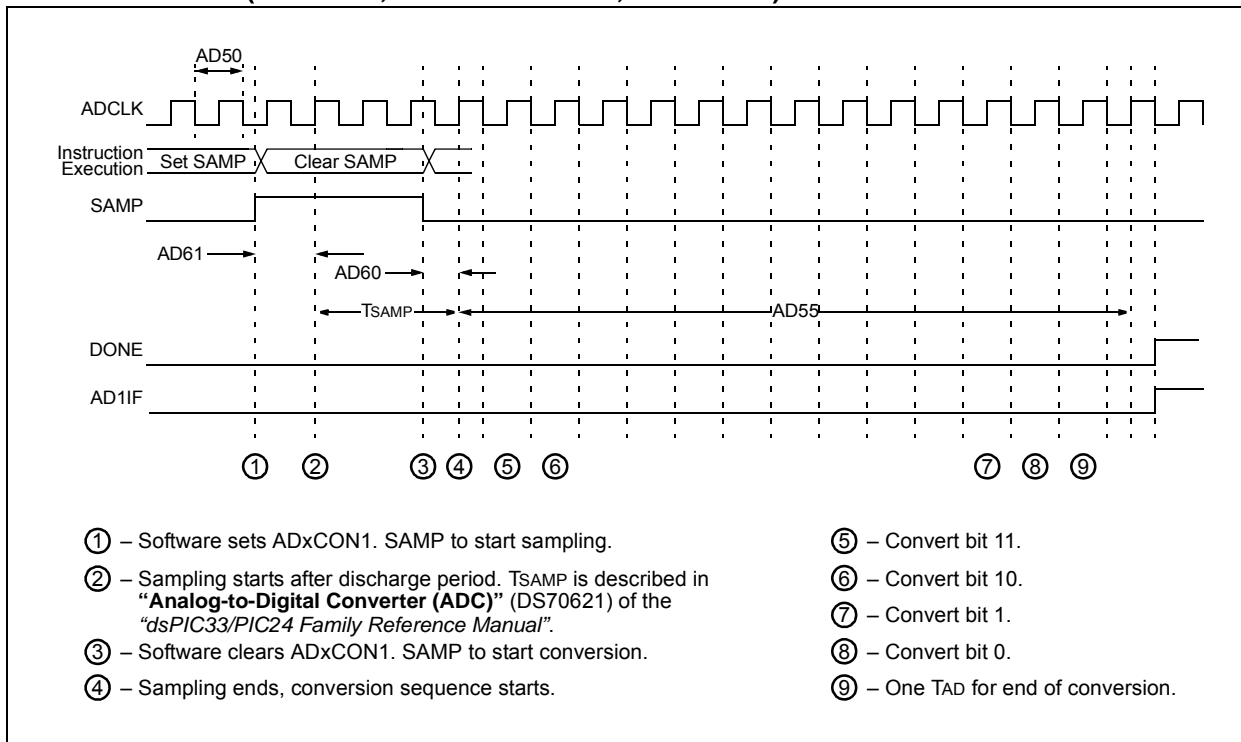 AD50
ADCLK
Instruction
Execution
Set SAMP
Clear SAMP
SAMP
AD61
AD60
TSAMP
AD55
DONE
AD1IF
① ② ③ ④ ⑤ ⑥ ⑦ ⑧ ⑨
① – Software sets ADxCON1. SAMP to start sampling.
② – Sampling starts after discharge period. TSAMP is described in
“Analog-to-Digital Converter (ADC)” (DS70621) of the
“dsPIC33/PIC24 Family Reference Manual”.
③ – Software clears ADxCON1. SAMP to start conversion.
④ – Sampling ends, conversion sequence starts.
⑤ – Convert bit 11.
⑥ – Convert bit 10.
⑦ – Convert bit 1.
⑧ – Convert bit 0.
⑨ – One TAD for end of conversion.